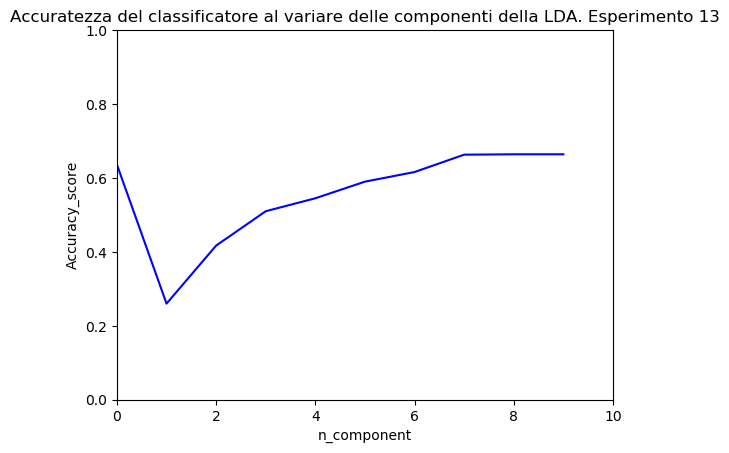 Accuratezza del classificatore al variare delle componenti della LDA. Esperimento 13
1.0
0.8
0.6
0.4
0.2
0.0
Accuracy_score
0 2 4 6 8 10
n_component